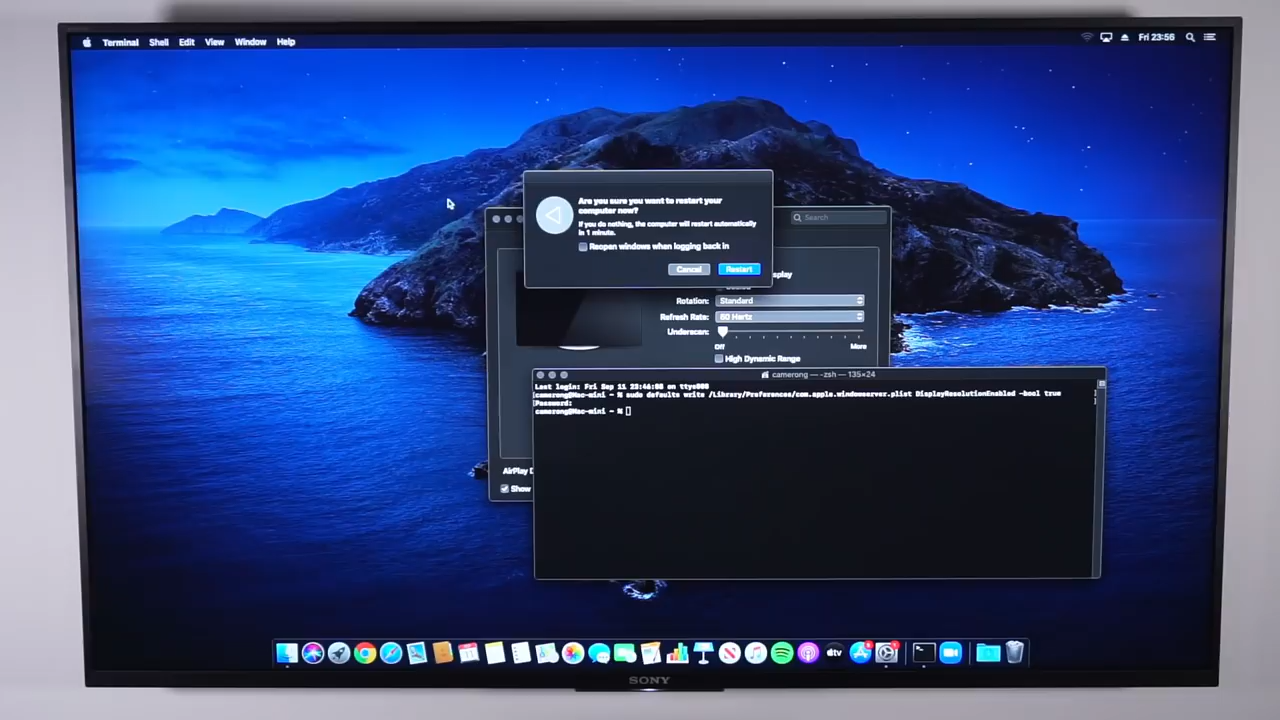 Terminal Shell Edit View Window Help
Fri 23:56
Are you sure you want to restart your
computer now?
If you do nothing, the computer will restart automatically
in 1 minute.
Reopen windows when logging back in
Cancel Restart
Search
Rotation: Standard
Refresh Rate: 60 Hertz
Underscan:
Off More
High Dynamic Range
AirPlay D
Show
camerong — -zsh — 135×24
Last login: Fri Sep 11 23:46:08 on ttys000
camerong@Mac-mini ~ % sudo defaults write /Library/Preferences/com.apple.windowserver.plist DisplayResolutionEnabled -bool true
Password:
camerong@Mac-mini ~ %
tv
SONY